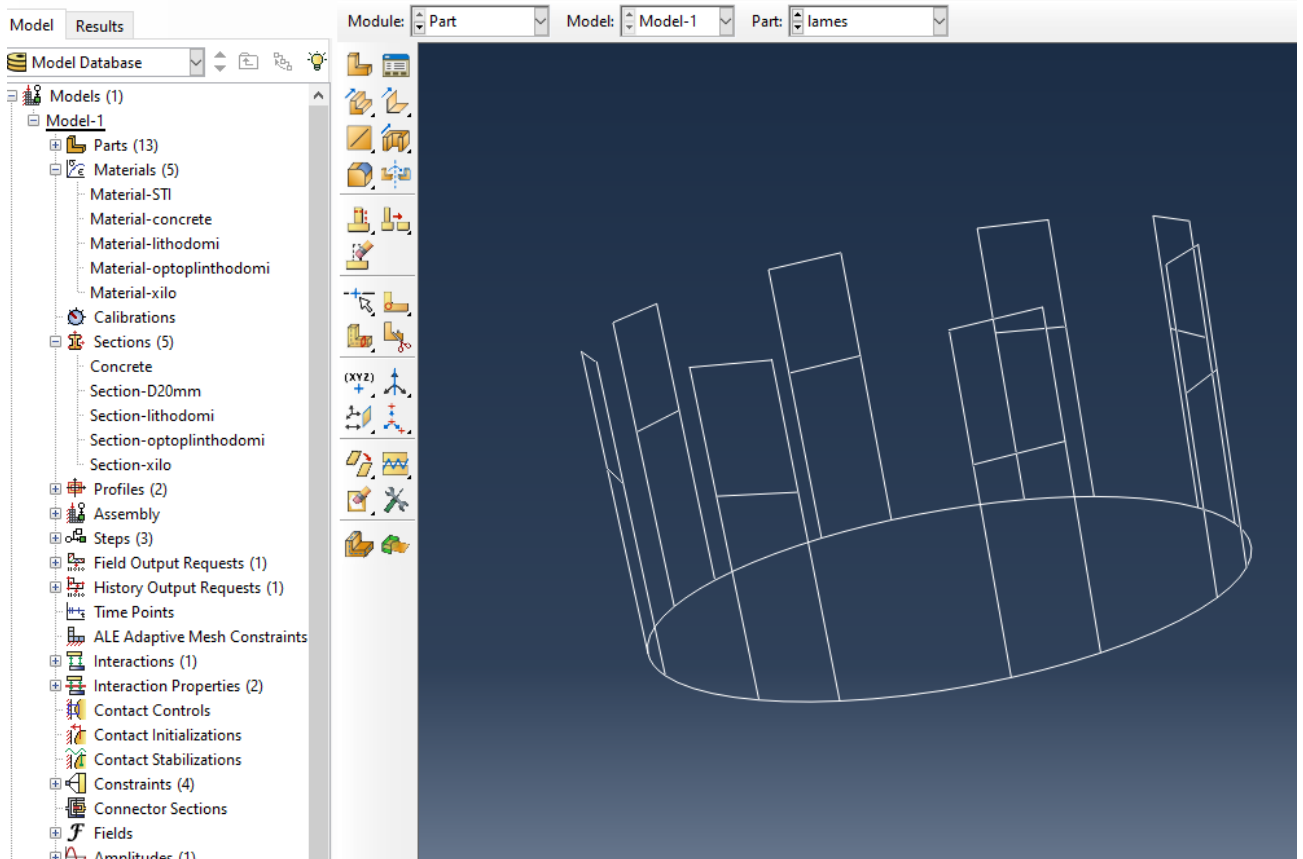 Model Results
Module: Part Model: Model-1 Part: lames
Model Database
Models (1)
Model-1
Parts (13)
Materials (5)
Material-STI
Material-concrete
Material-lithodomi
Material-optoplinthodomi
Material-xilo
Calibrations
Sections (5)
Concrete
Section-D20mm
Section-lithodomi
Section-optoplinthodomi
Section-xilo
Profiles (2)
Assembly
Steps (3)
Field Output Requests (1)
History Output Requests (1)
Time Points
ALE Adaptive Mesh Constraints
Interactions (1)
Interaction Properties (2)
Contact Controls
Contact Initializations
Contact Stabilizations
Constraints (4)
Connector Sections
Fields
Amplitudes (1)
(XYZ)